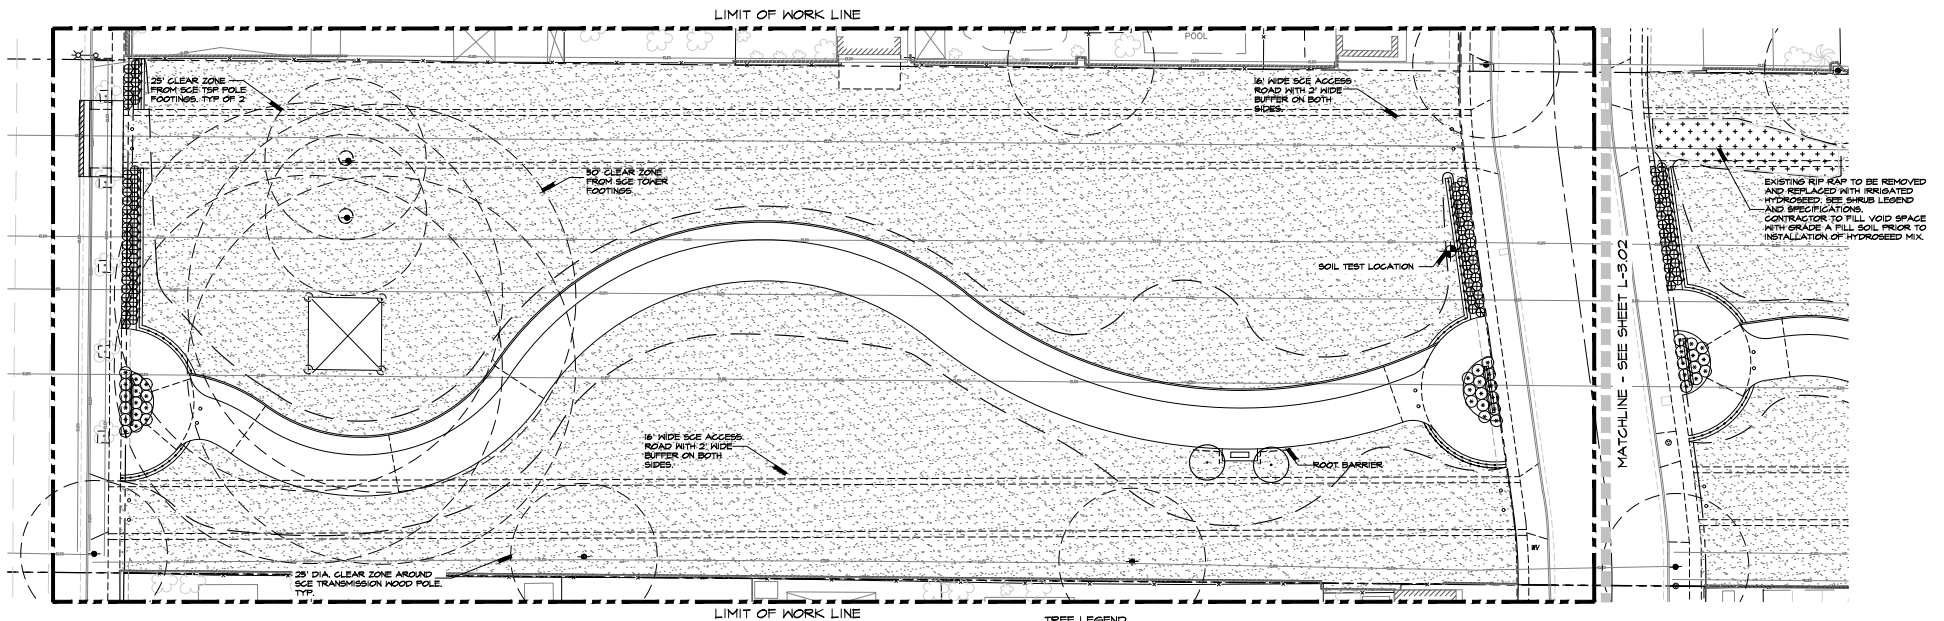 LIMIT OF WORK LINE
POOL
POOL
25' CLEAR ZONE
FROM SCE TSP POLE
FOOTINGS. TYP OF 2
16' WIDE SCE ACCESS
ROAD WITH 2' WIDE
BUFFER ON BOTH
SIDES.
50' CLEAR ZONE
FROM SCE TOWER
FOOTINGS
EXISTING RIP RAP TO BE REMOVED
AND REPLACED WITH IRRIGATED
HYDROSEED. SEE SHRUB LEGEND
AND SPECIFICATIONS.
CONTRACTOR TO FILL VOID SPACE
WITH GRADE A FILL SOIL PRIOR TO
INSTALLATION OF HYDROSEED MIX.
SOIL TEST LOCATION
MATCHLINE - SEE SHEET L-3.02
16' WIDE SCE ACCESS
ROAD WITH 2' WIDE
BUFFER ON BOTH
SIDES.
ROOT BARRIER
WV
25' DIA. CLEAR ZONE AROUND
SCE TRANSMISSION WOOD POLE.
TYP.
LIMIT OF WORK LINE
TREE LEGEND